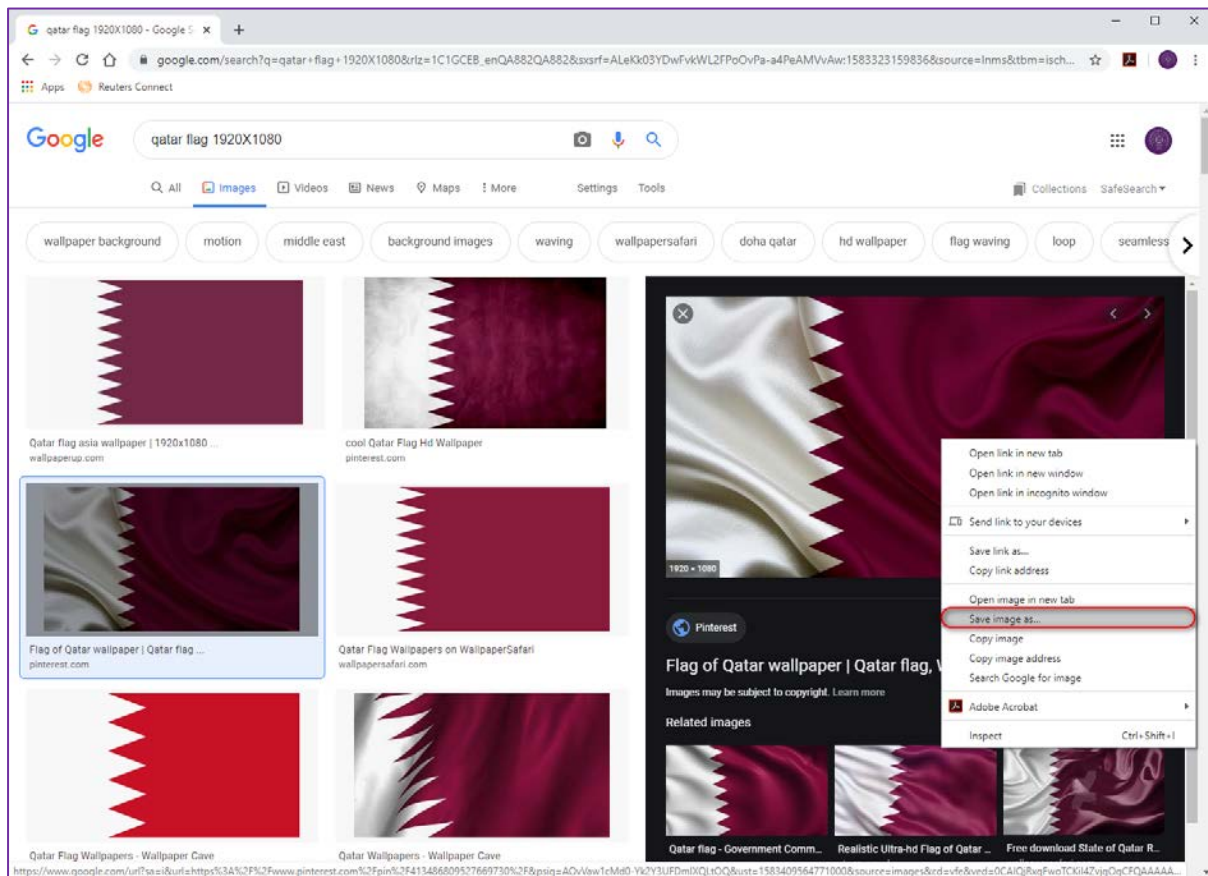 qatar flag 1920X1080 - Google S
google.com/search?q=qatar+flag+1920X1080&rlz=1C1GCEB_enQA882QA882&sxsrf=ALeKk03YDwFvkWL2FPoOvPa-a4PeAMVvAw:1583323159836&source=lnms&tbm=isch...
Apps Reuters Connect
Google qatar flag 1920X1080
All Images Videos News Maps More Settings Tools Collections SafeSearch
wallpaper background motion middle east background images waving wallpapersafari doha qatar hd wallpaper flag waving loop seamless
Qatar flag asia wallpaper | 1920x1080 ...
wallpaperup.com
cool Qatar Flag Hd Wallpaper
pinterest.com
Flag of Qatar wallpaper | Qatar flag ...
pinterest.com
Qatar Flag Wallpapers on WallpaperSafari
wallpapersafari.com
Qatar Flag Wallpapers - Wallpaper Cave
Qatar Wallpapers - Wallpaper Cave
1920 × 1080
Pinterest
Flag of Qatar wallpaper | Qatar flag,
Images may be subject to copyright. Learn more
Related images
Qatar flag - Government Comm...
Realistic Ultra-hd Flag of Qatar ...
Free download State of Qatar R...
Open link in new tab
Open link in new window
Open link in incognito window
Send link to your devices
Save link as...
Copy link address
Open image in new tab
Save image as...
Copy image
Copy image address
Search Google for image
Adobe Acrobat
Inspect Ctrl+Shift+I